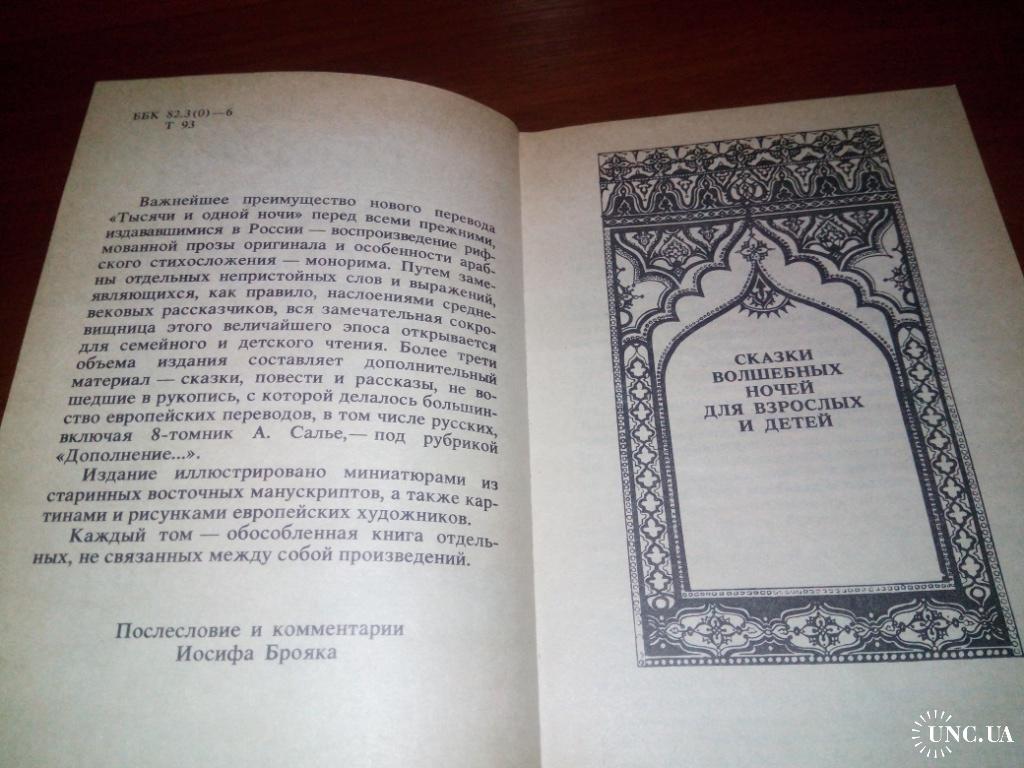 ББК 82.3(0)—6
Т 93
Важнейшее преимущество нового перевода
«Тысячи и одной ночи» перед всеми прежними,
издававшимися в России — воспроизведение риф-
мованной прозы оригинала и особенности араб-
ского стихосложения — монорима. Путем заме-
ны отдельных непристойных слов и выражений,
являющихся, как правило, наслоениями средне-
вековых рассказчиков, вся замечательная сокро-
вищница этого величайшего эпоса открывается
для семейного и детского чтения. Более трети
объема издания составляет дополнительный
материал — сказки, повести и рассказы, не во-
шедшие в рукопись, с которой делалось большин-
ство европейских переводов, в том числе русских,
включая 8-томник А. Салье,— под рубрикой
«Дополнение...».
Издание иллюстрировано миниатюрами из
старинных восточных манускриптов, а также кар-
тинами и рисунками европейских художников.
Каждый том — обособленная книга отдель-
ных, не связанных между собой произведений.
Послесловие и комментарии
Иосифа Брояка
СКАЗКИ
ВОЛШЕБНЫХ
НОЧЕЙ
ДЛЯ ВЗРОСЛЫХ
И ДЕТЕЙ
UNC.UA